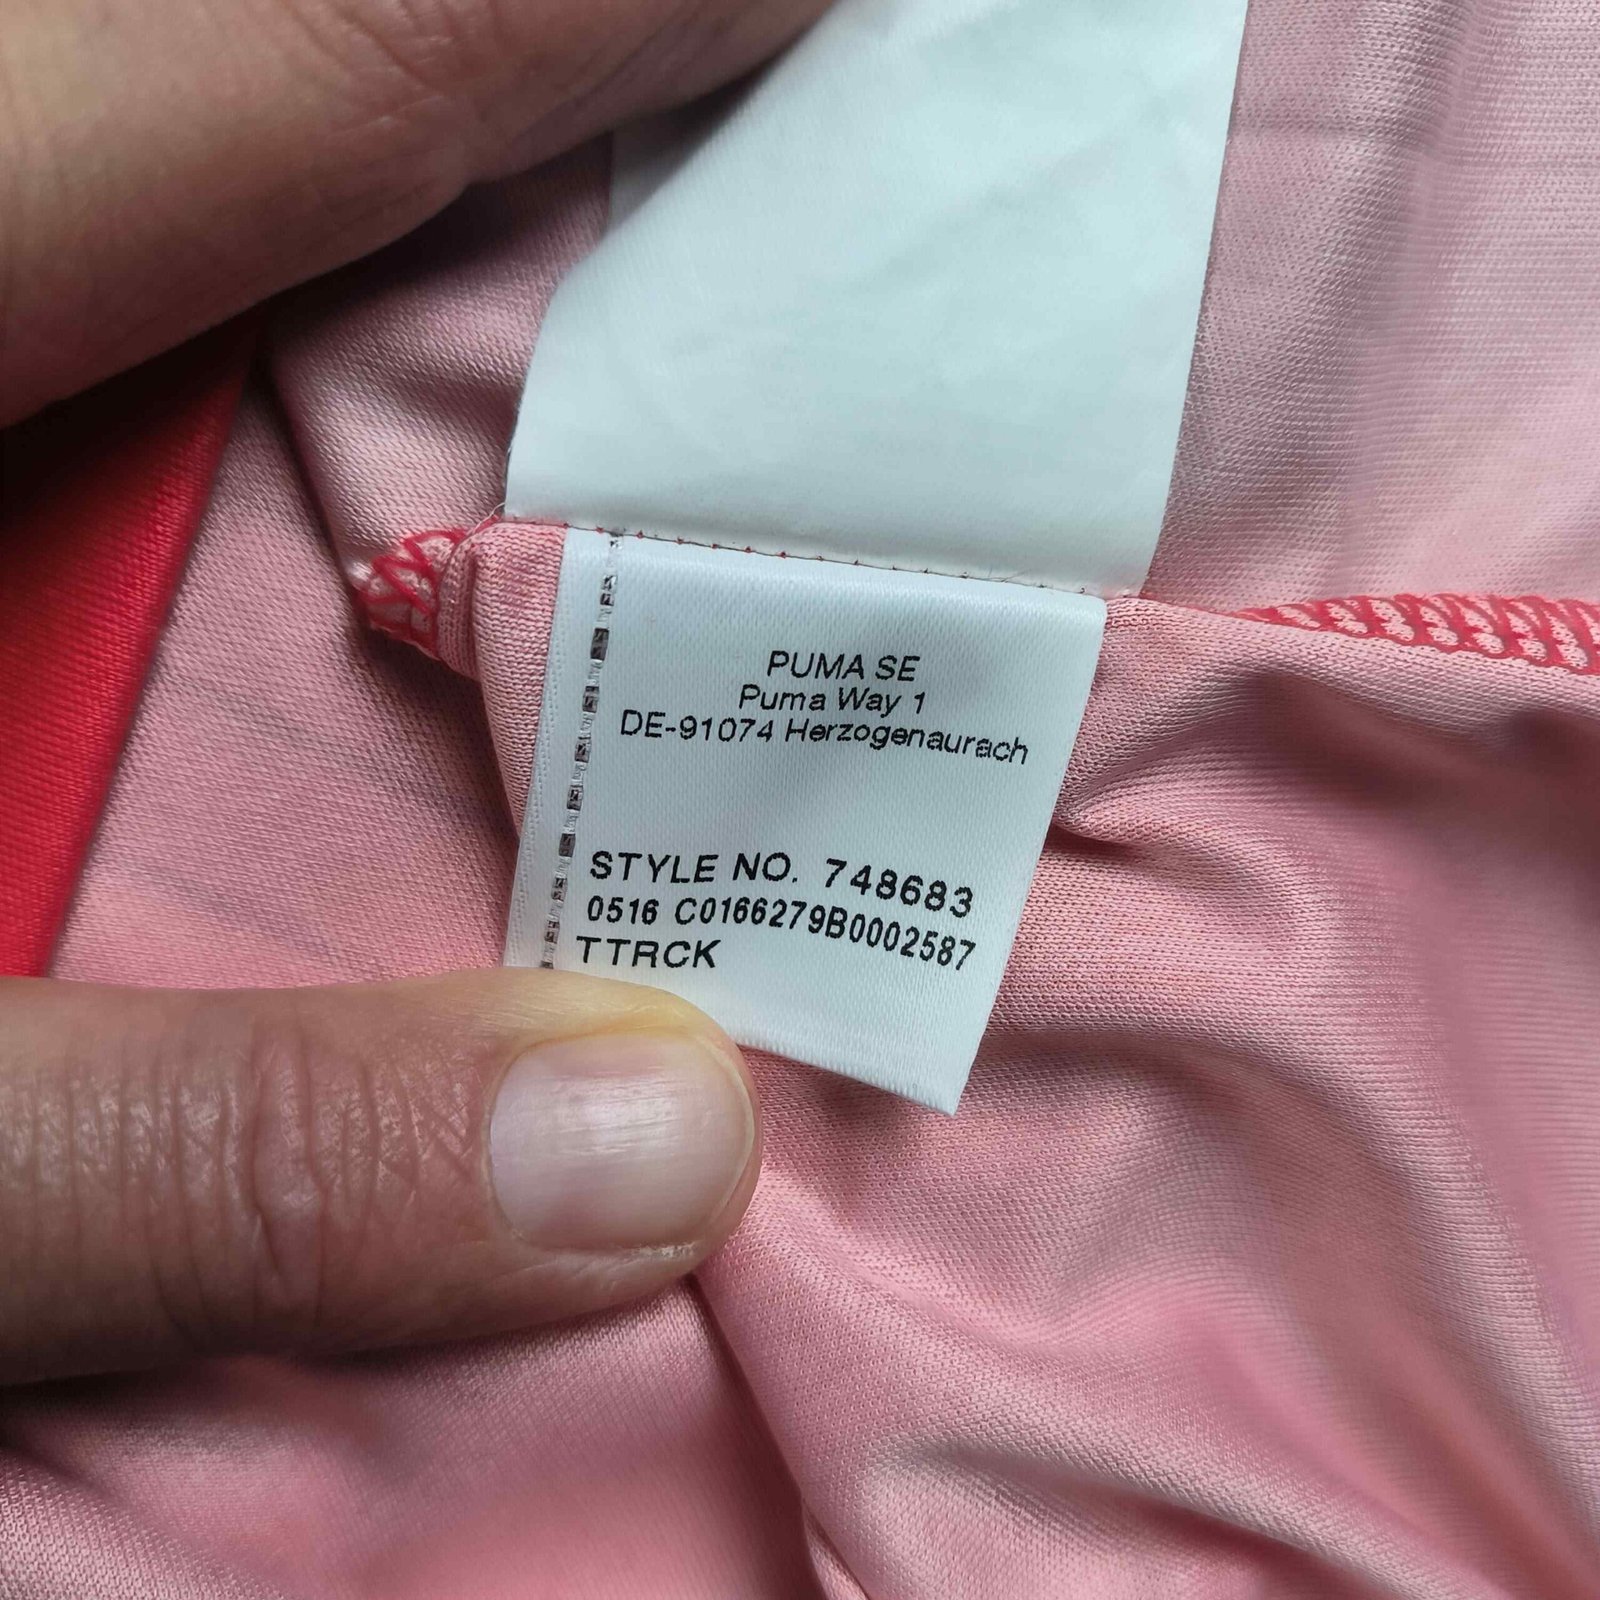 PUMA SE
Puma Way 1
DE-91074 Herzogenaurach
STYLE NO. 748683
0516 C0166279B0002587
TTRCK